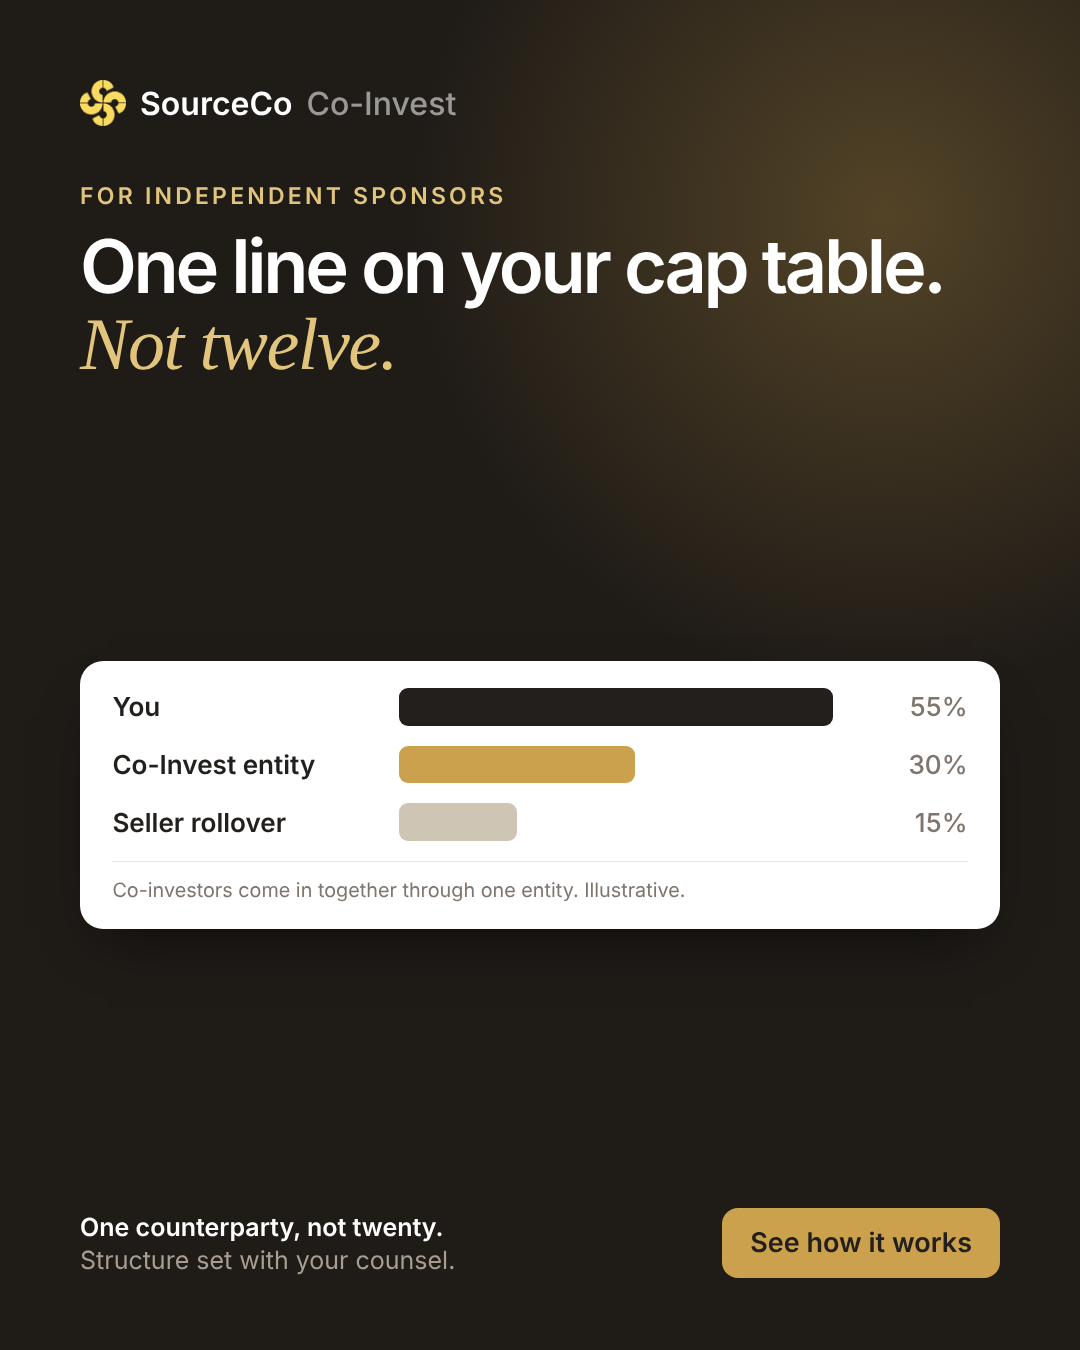 SourceCo Co-Invest
FOR INDEPENDENT SPONSORS
One line on your cap table.
Not twelve.
You 55%
Co-Invest entity 30%
Seller rollover 15%
Co-investors come in together through one entity. Illustrative.
One counterparty, not twenty.
Structure set with your counsel.
See how it works